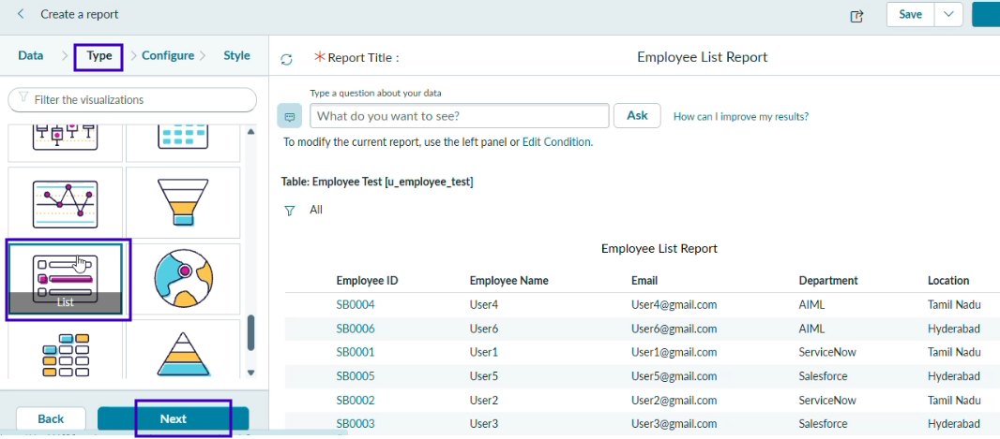 Create a report
Save
Data
Type
Configure
Style
Report Title :
Employee List Report
Filter the visualizations
Type a question about your data
What do you want to see?
Ask
How can I improve my results?
To modify the current report, use the left panel or Edit Condition.
Table: Employee Test [u_employee_test]
All
List
Employee List Report
Employee ID Employee Name Email Department Location
SB0004 User4 User4@gmail.com AIML Tamil Nadu
SB0006 User6 User6@gmail.com AIML Hyderabad
SB0001 User1 User1@gmail.com ServiceNow Tamil Nadu
SB0005 User5 User5@gmail.com Salesforce Hyderabad
SB0002 User2 User2@gmail.com ServiceNow Tamil Nadu
SB0003 User3 User3@gmail.com Salesforce Hyderabad
Back
Next